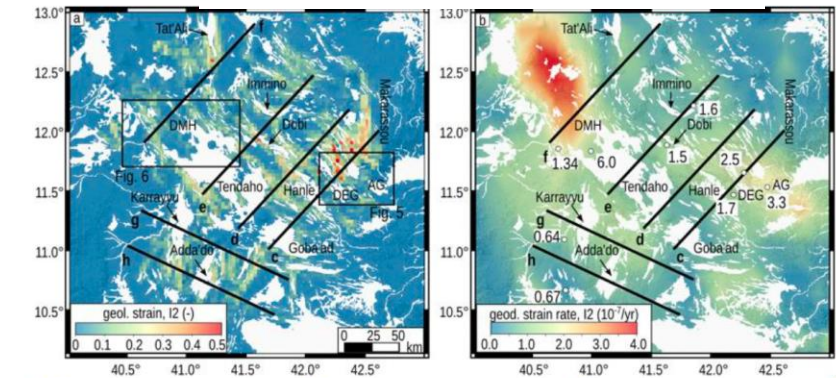 13.0°
12.5°
12.0°
11.5°
11.0°
10.5°
a
Tat'Ali
f
Immino
Makarassou
DMH
Dobi
Fig. 6
Tendaho
Hanle
AG
DEG
Fig. 5
Karrayyu
e
g
d
Adda'do
c
Goba'ad
h
geol. strain, I2 (-)
0 0.1 0.2 0.3 0.4 0.5
0 25 50
km
40.5° 41.0° 41.5° 42.0° 42.5°
13.0°
12.5°
12.0°
11.5°
11.0°
10.5°
b
Tat'Ali
Immino
Makarassou
1.6
DMH
Dobi
f
1.34
6.0
1.5
2.5
Tendaho
Hanle
AG
DEG
3.3
1.7
Karrayyu
e
g
0.64
d
Adda'do
c
Goba'ad
h
0.67
geod. strain rate, I2 (10⁻⁷/yr)
0.0 1.0 2.0 3.0 4.0
40.5° 41.0° 41.5° 42.0° 42.5°